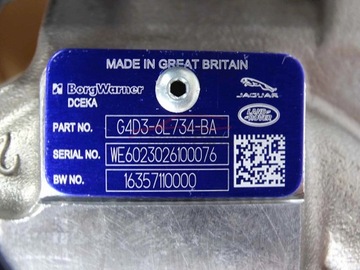 MADE IN GREAT BRITAIN
BorgWarner
DCEKA
JAGUAR
LAND
ROVER
PART NO. G4D3-6L734-BA
SERIAL NO. WE6023026100076
BW NO. 16357110000
2